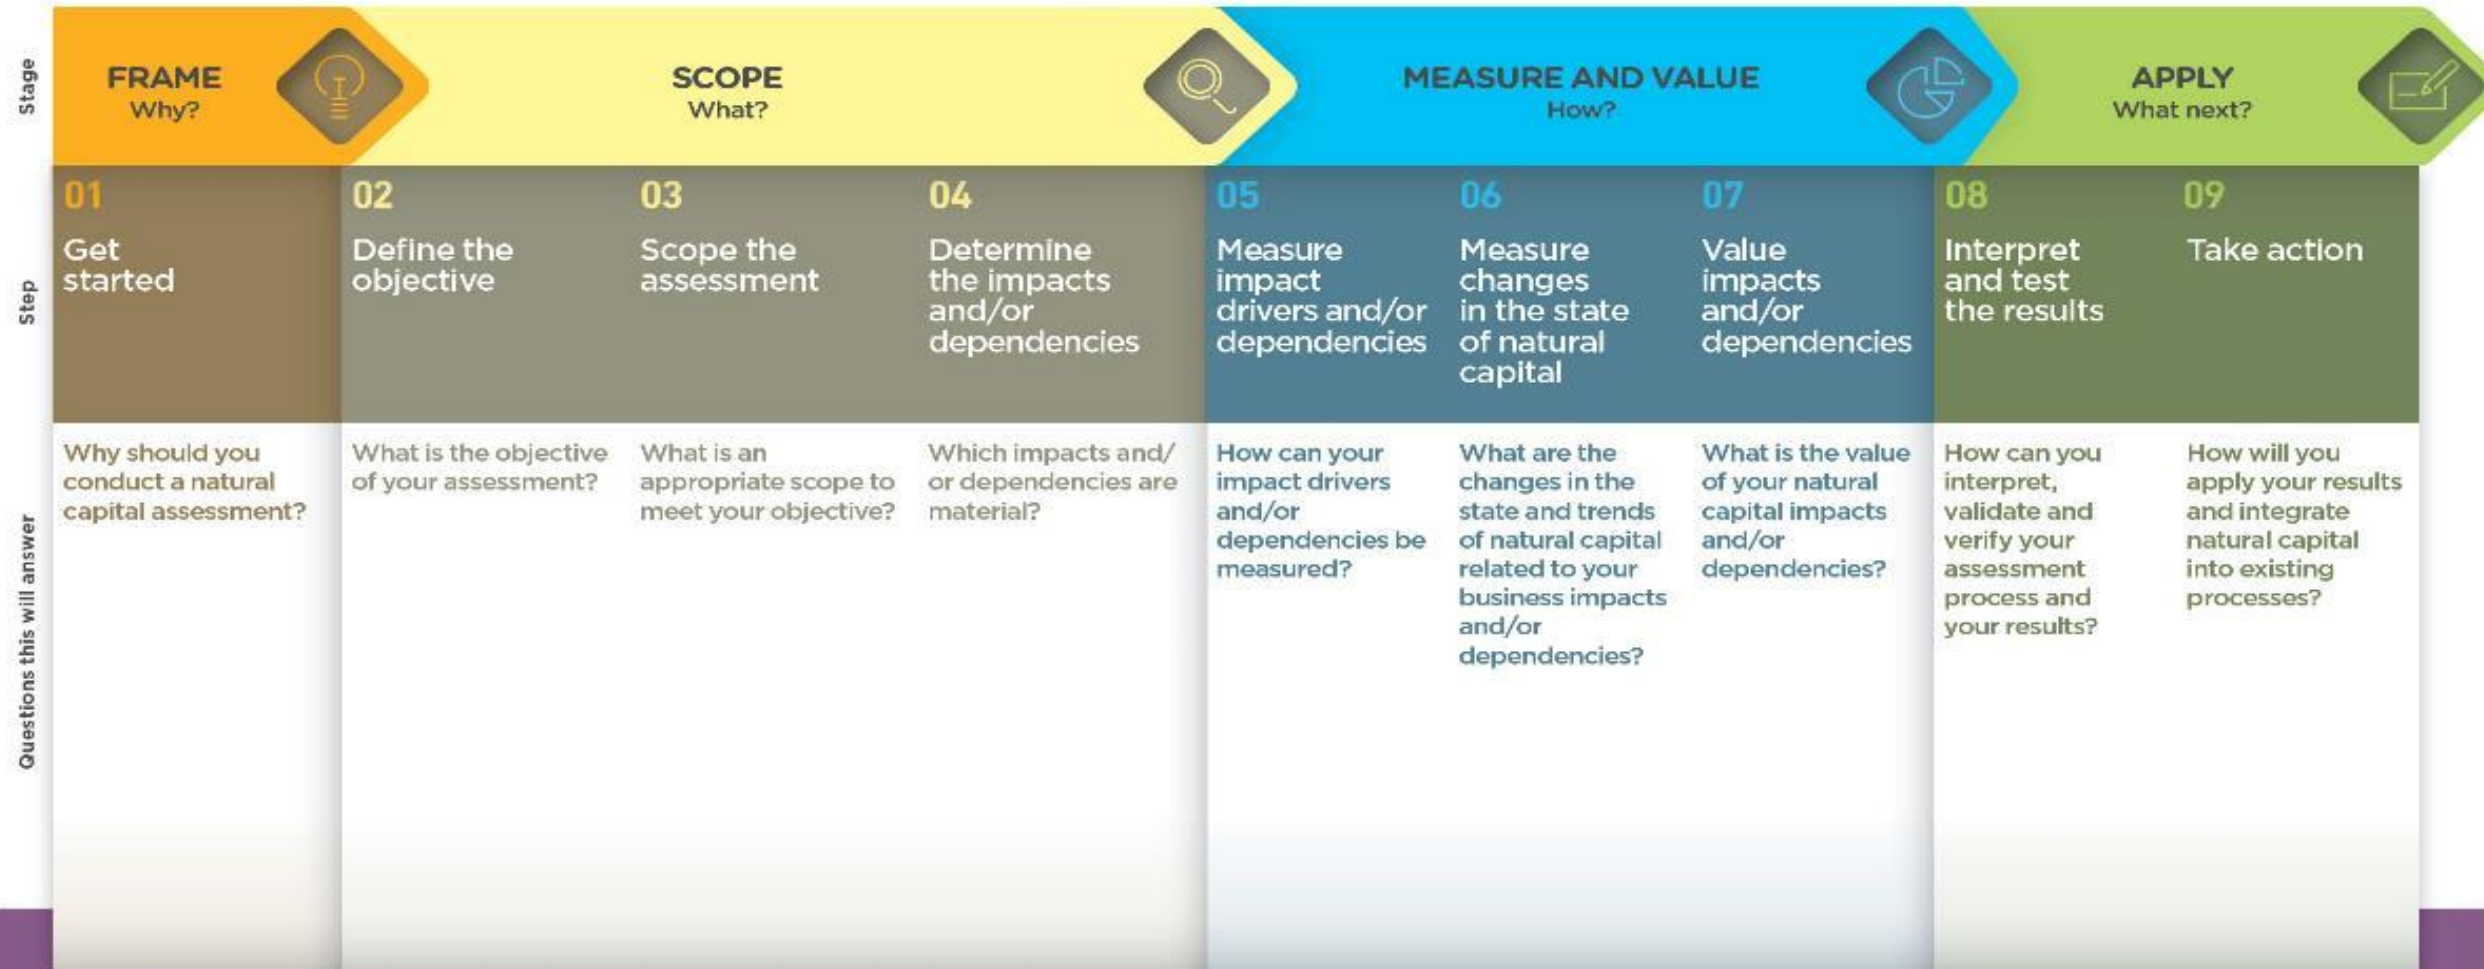 Stage
FRAME
Why?
SCOPE
What?
MEASURE AND VALUE
How?
APPLY
What next?
Step
01
Get
started
02
Define the
objective
03
Scope the
assessment
04
Determine
the impacts
and/or
dependencies
05
Measure
impact
drivers and/or
dependencies
06
Measure
changes
in the state
of natural
capital
07
Value
impacts
and/or
dependencies
08
Interpret
and test
the results
09
Take action
Questions this will answer
Why should you
conduct a natural
capital assessment?
What is the objective
of your assessment?
What is an
appropriate scope to
meet your objective?
Which impacts and/
or dependencies are
material?
How can your
impact drivers
and/or
dependencies be
measured?
What are the
changes in the
state and trends
of natural capital
related to your
business impacts
and/or
dependencies?
What is the value
of your natural
capital impacts
and/or
dependencies?
How can you
interpret,
validate and
verify your
assessment
process and
your results?
How will you
apply your results
and integrate
natural capital
into existing
processes?